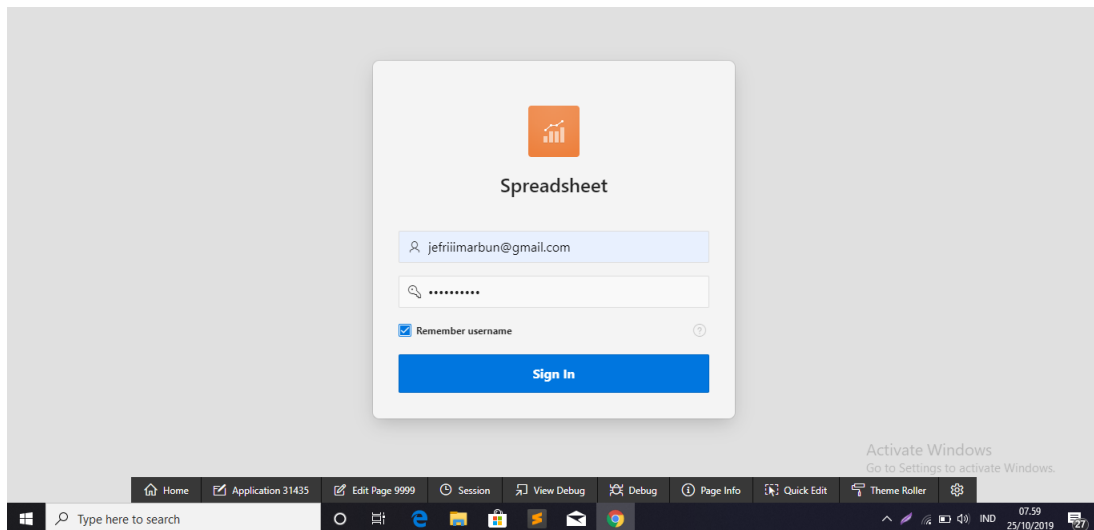 Spreadsheet
jefriiimarbun@gmail.com
••••••••••
Remember username
Sign In
Activate Windows
Go to Settings to activate Windows.
Home Application 31435 Edit Page 9999 Session View Debug Debug Page Info Quick Edit Theme Roller
Type here to search
IND
07.59
25/10/2019
27